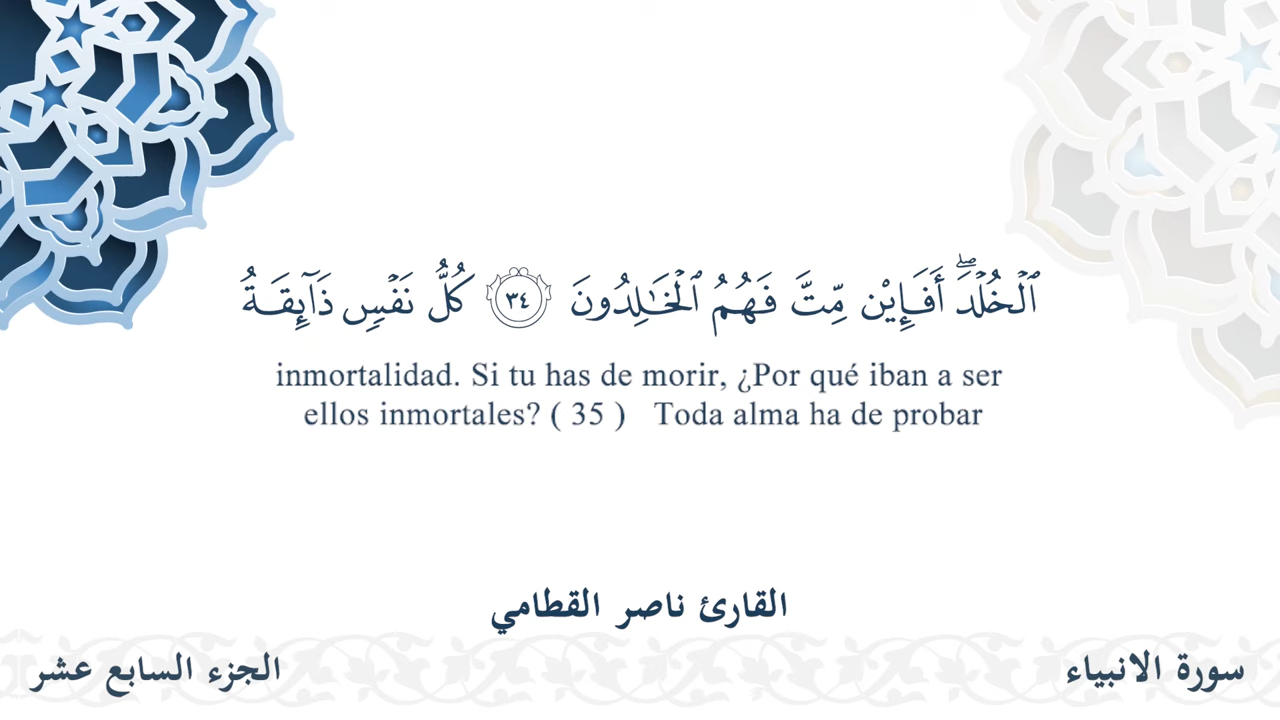 ٱلۡخُلۡدَۖ أَفَإِيْن مِّتَّ فَهُمُ ٱلۡخَٰلِدُونَ ٣٤ كُلُّ نَفۡسٖ ذَآئِقَةُ
inmortalidad. Si tu has de morir, ¿Por qué iban a ser
ellos inmortales? ( 35 ) Toda alma ha de probar
القارئ ناصر القطامي
سورة الانبياء
الجزء السابع عشر